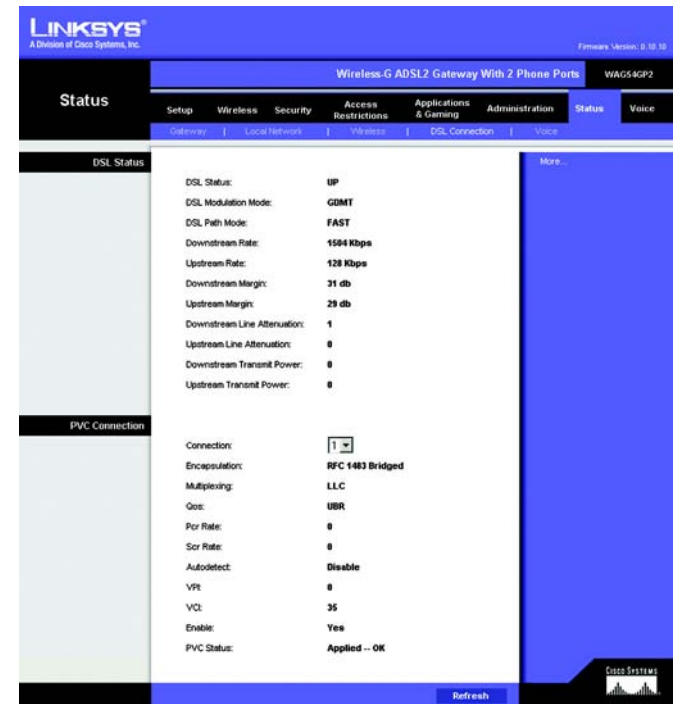 LINKSYS®
A Division of Cisco Systems, Inc.
Firmware Version: 0.10.10
Wireless-G ADSL2 Gateway With 2 Phone Ports WAG54GP2
Status
Setup Wireless Security Access Restrictions Applications & Gaming Administration Status Voice
Gateway | Local Network | Wireless | DSL Connection | Voice
DSL Status
More...
DSL Status: UP
DSL Modulation Mode: GDMT
DSL Path Mode: FAST
Downstream Rate: 1504 Kbps
Upstream Rate: 128 Kbps
Downstream Margin: 31 db
Upstream Margin: 29 db
Downstream Line Attenuation: 1
Upstream Line Attenuation: 0
Downstream Transmit Power: 0
Upstream Transmit Power: 0
PVC Connection
Connection: 1
Encapsulation: RFC 1483 Bridged
Multiplexing: LLC
Qos: UBR
Pcr Rate: 0
Scr Rate: 0
Autodetect: Disable
VPI: 0
VCI: 35
Enable: Yes
PVC Status: Applied -- OK
CISCO SYSTEMS
Refresh